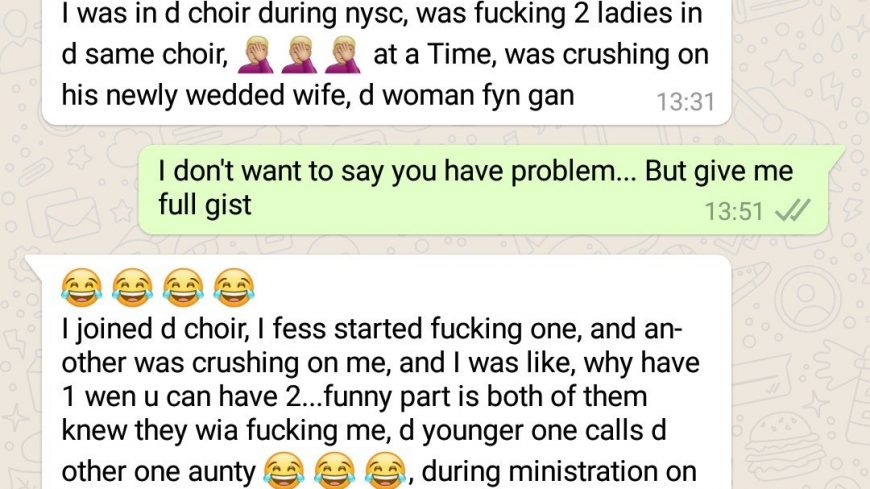 I was in d choir during nysc, was fucking 2 ladies in
d same choir, 🤦🏼🤦🏼🤦🏼 at a Time, was crushing on
his newly wedded wife, d woman fyn gan
13:31
I don't want to say you have problem... But give me
full gist
13:51
😂😂😂😂
I joined d choir, I fess started fucking one, and an-
other was crushing on me, and I was like, why have
1 wen u can have 2...funny part is both of them
knew they wia fucking me, d younger one calls d
other one aunty 😂😂😂, during ministration on